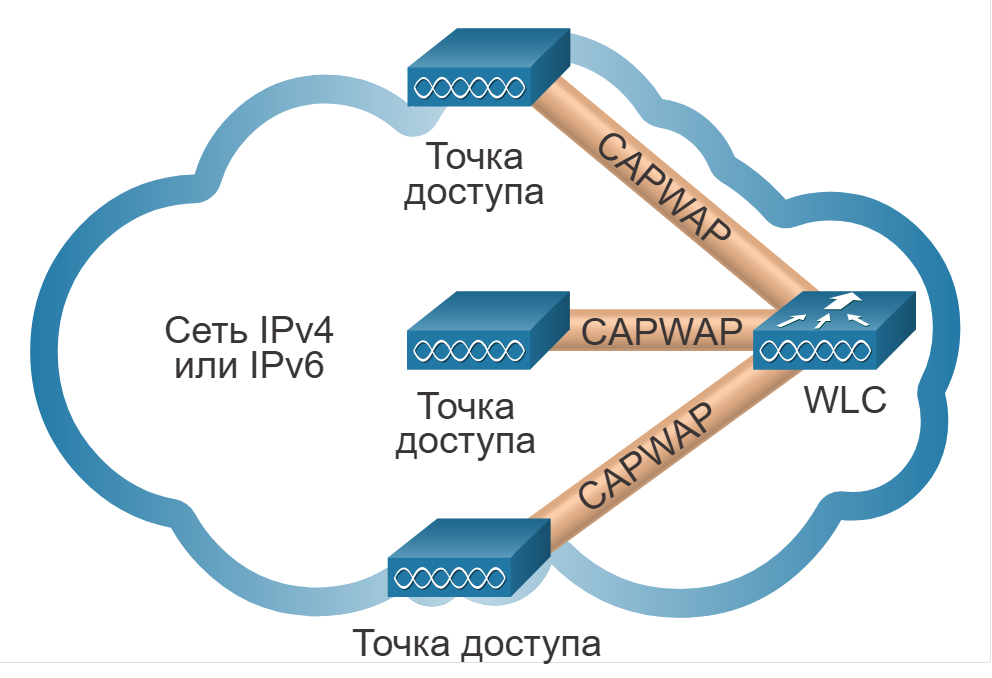 Точка
доступа
CAPWAP
Сеть IPv4
или IPv6
CAPWAP
WLC
Точка
доступа
CAPWAP
Точка доступа